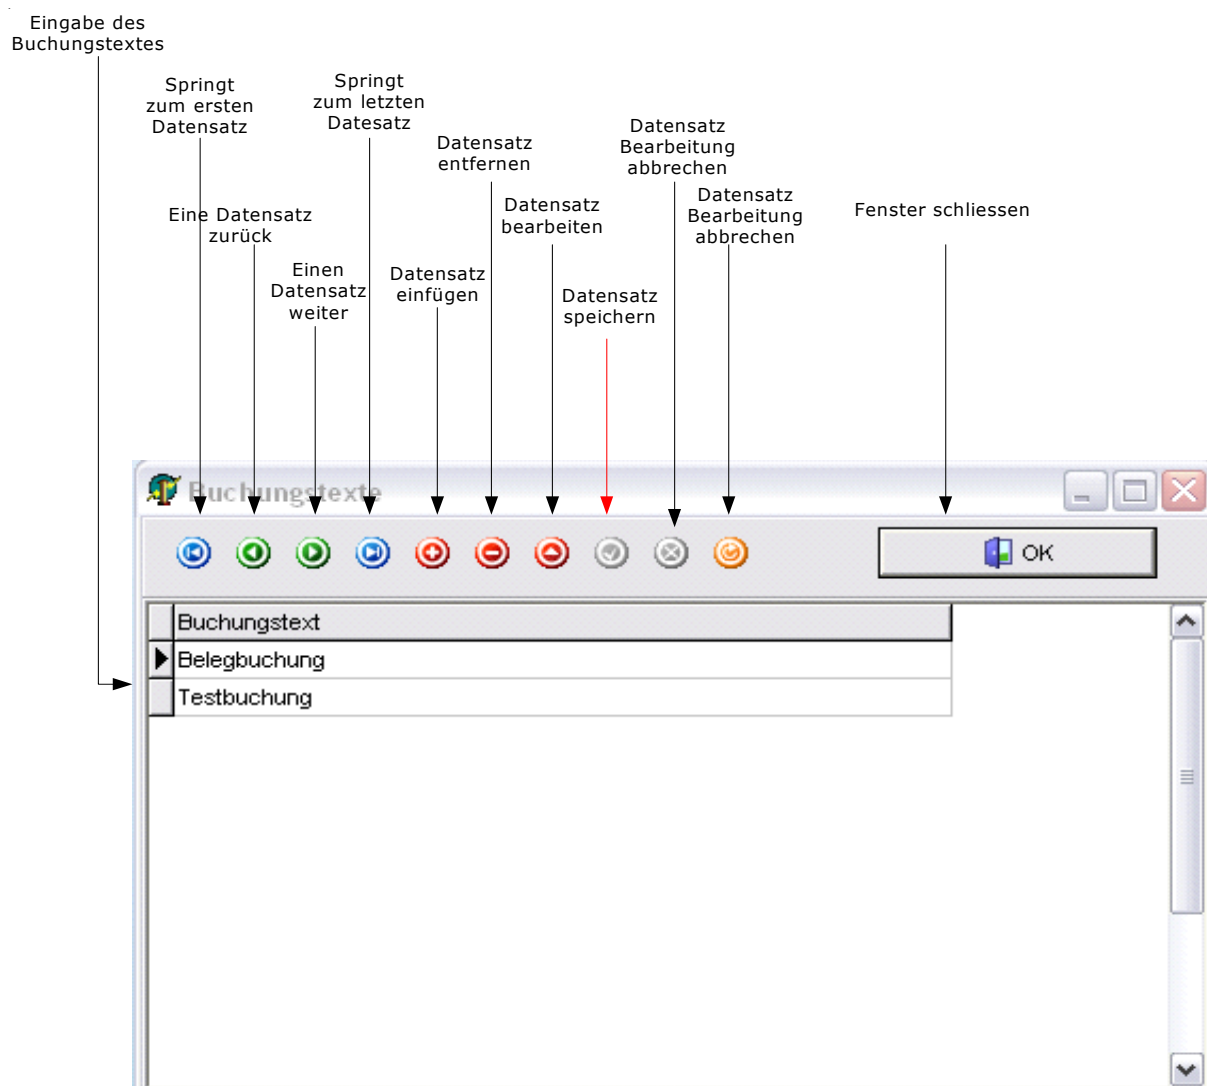 Eingabe des
Buchungstextes
Springt
zum ersten
Datensatz
Springt
zum letzten
Datesatz
Datensatz
entfernen
Datensatz
Bearbeitung
abbrechen
Eine Datensatz
zurück
Datensatz
bearbeiten
Datensatz
Bearbeitung
abbrechen
Fenster schliessen
Einen
Datensatz
weiter
Datensatz
einfügen
Datensatz
speichern
Buchungstexte
OK
Buchungstext
Belegbuchung
Testbuchung